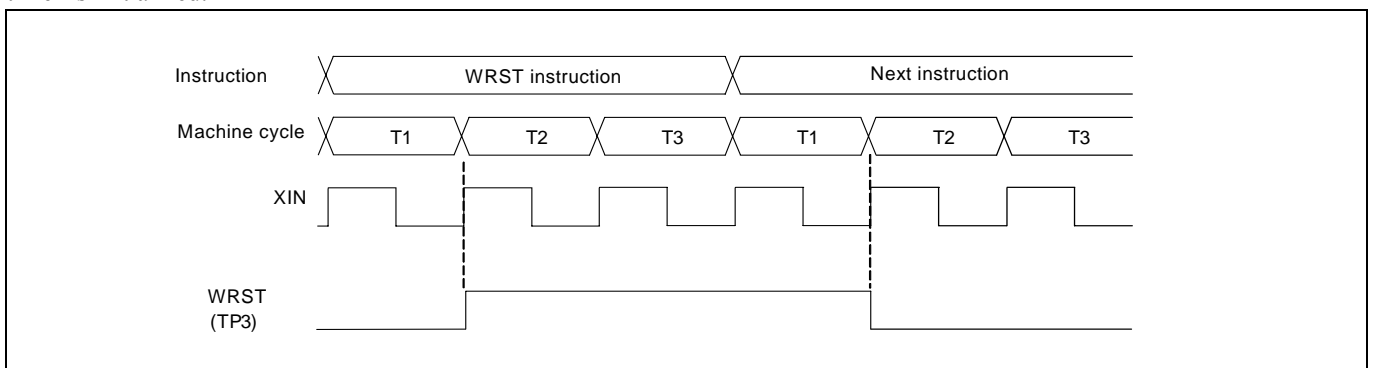 Instruction WRST instruction Next instruction
Machine cycle T1 T2 T3 T1 T2 T3
XIN
WRST
(TP3)